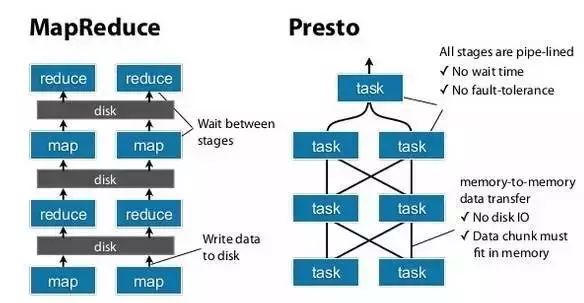 MapReduce
reduce reduce
disk
map map
disk
reduce reduce
disk
map map
Wait between
stages
Write data
to disk
Presto
task
task task
task task
task task
All stages are pipe-lined
✓ No wait time
✓ No fault-tolerance
memory-to-memory
data transfer
✓ No disk IO
✓ Data chunk must
fit in memory